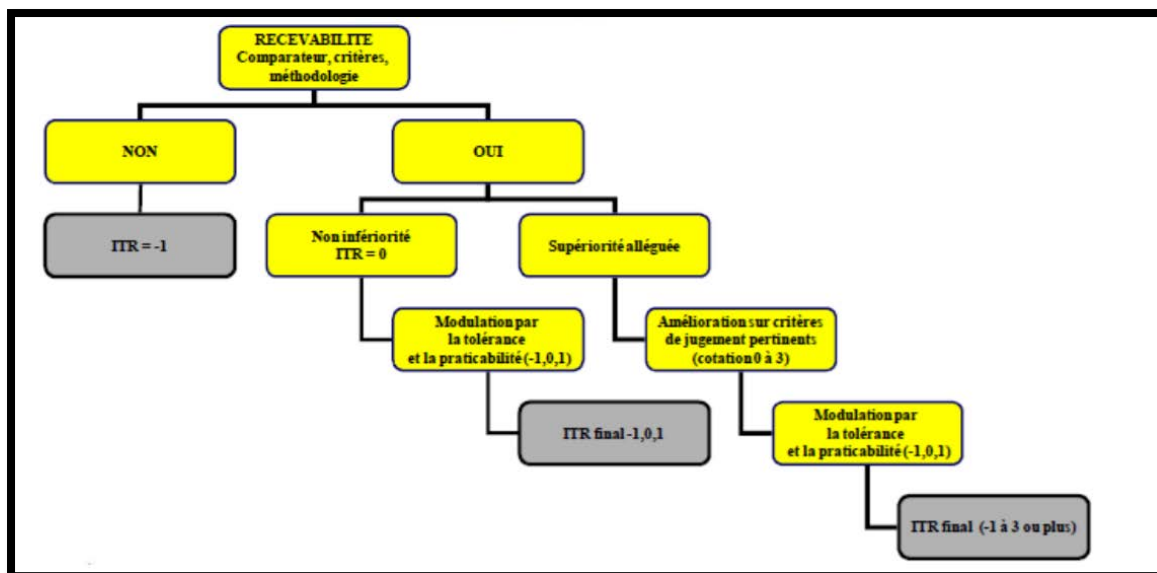 RECEVABILITE
Comparateur, critères,
méthodologie
NON
OUI
ITR = -1
Non infériorité
ITR = 0
Supériorité alléguée
Modulation par
la tolérance
et la praticabilité (-1,0,1)
Amélioration sur critères
de jugement pertinents
(cotation 0 à 3)
ITR final -1,0,1
Modulation par
la tolérance
et la praticabilité (-1,0,1)
ITR final (-1 à 3 ou plus)